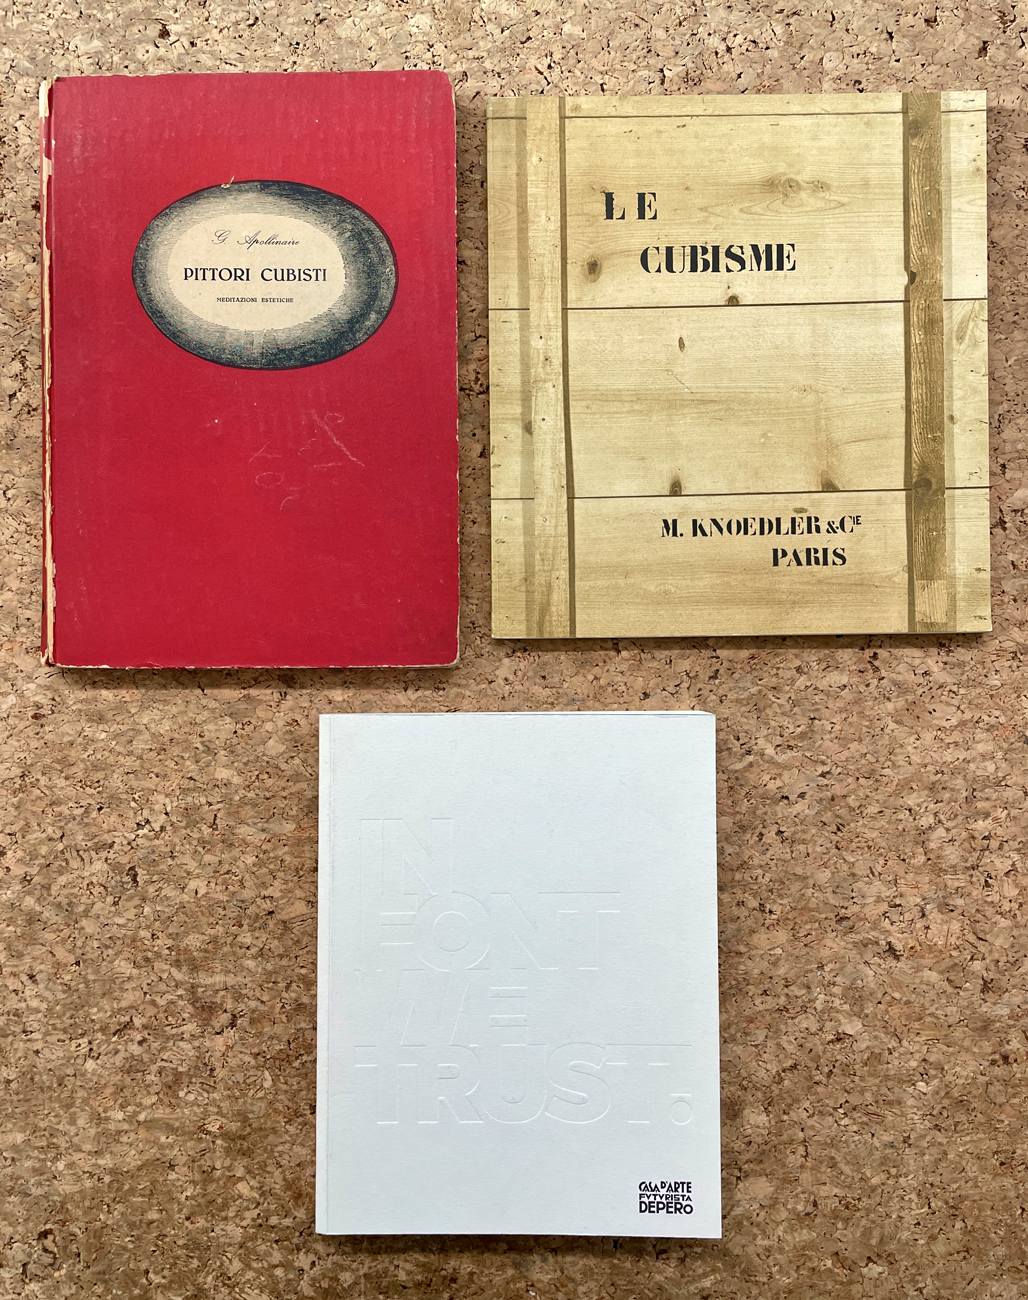 G. Apollinaire
PITTORI CUBISTI
MEDITAZIONI ESTETICHE
LE
CUBISME
M. KNOEDLER & CIE
PARIS
IN
FONT
WE
TRUST.
CASA D'ARTE
FVTVRISTA
DEPERO